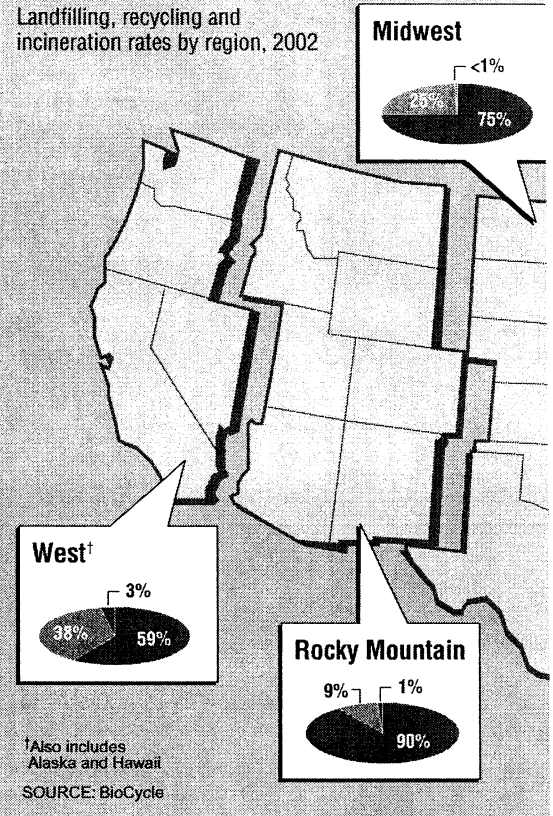 Landfilling, recycling and
incineration rates by region, 2002
Midwest
<1%
25%
75%
West†
3%
38%
59%
Rocky Mountain
9%
1%
90%
†Also includes
Alaska and Hawaii
SOURCE: BioCycle